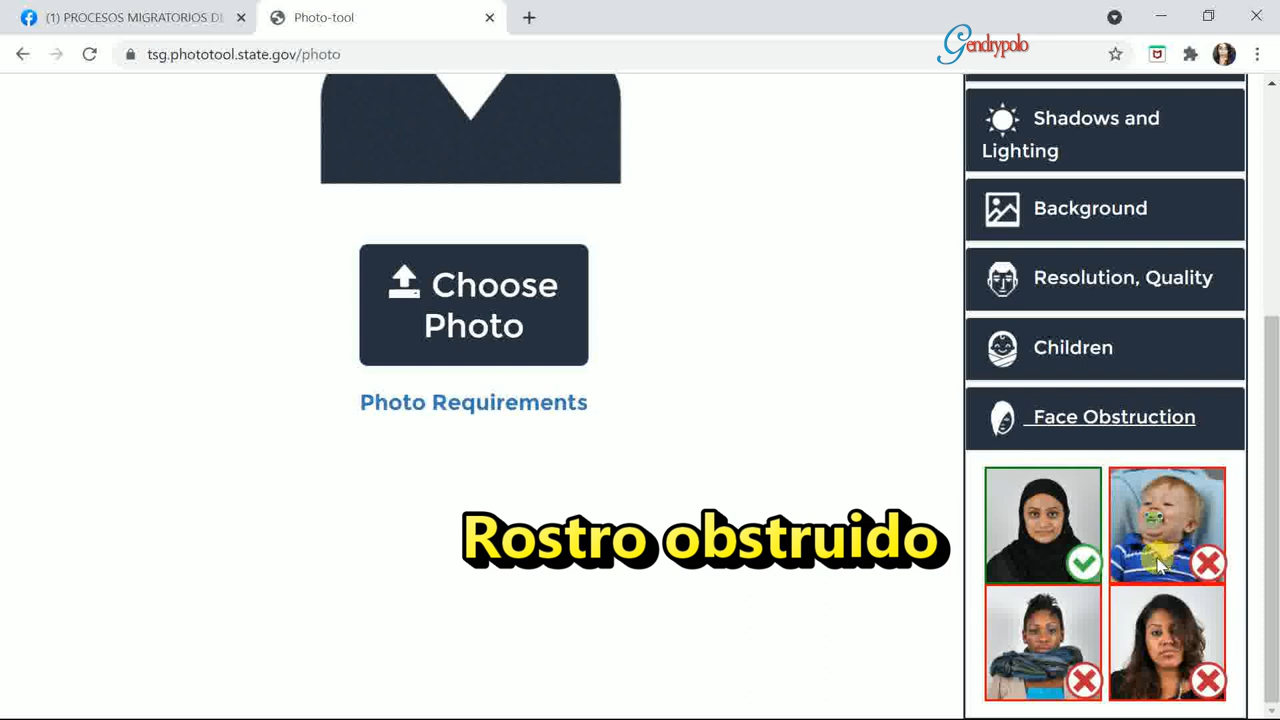 (1) PROCESOS MIGRATORIOS DE
Photo-tool
tsg.phototool.state.gov/photo
Gendrypolo
Shadows and
Lighting
Background
Resolution, Quality
Children
Face Obstruction
Choose
Photo
Photo Requirements
Rostro obstruido